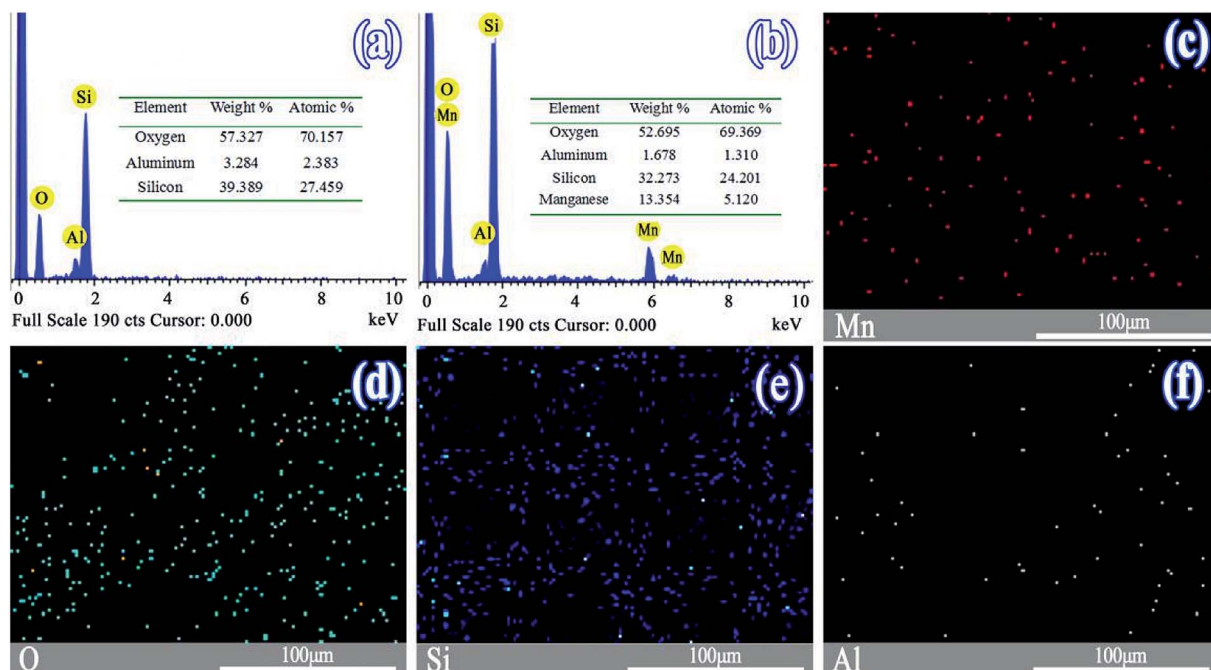 (a)
Si
O
Al
Element Weight % Atomic %
Oxygen 57.327 70.157
Aluminum 3.284 2.383
Silicon 39.389 27.459
0 2 4 6 8 10
Full Scale 190 cts Cursor: 0.000 keV
(b)
Si
O
Mn
Al
Mn
Mn
Element Weight % Atomic %
Oxygen 52.695 69.369
Aluminum 1.678 1.310
Silicon 32.273 24.201
Manganese 13.354 5.120
0 2 4 6 8 10
Full Scale 190 cts Cursor: 0.000 keV
(c)
Mn 100μm
(d)
O 100μm
(e)
Si 100μm
(f)
Al 100μm